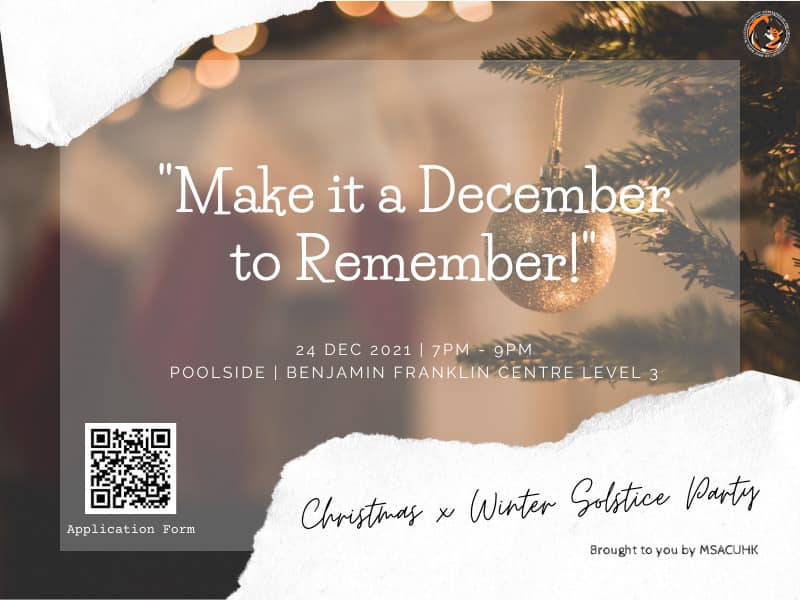 "Make it a December
to Remember!"
24 DEC 2021 | 7PM - 9PM
POOLSIDE | BENJAMIN FRANKLIN CENTRE LEVEL 3
Application Form
Christmas x Winter Solstice Party
Brought to you by MSACUHK